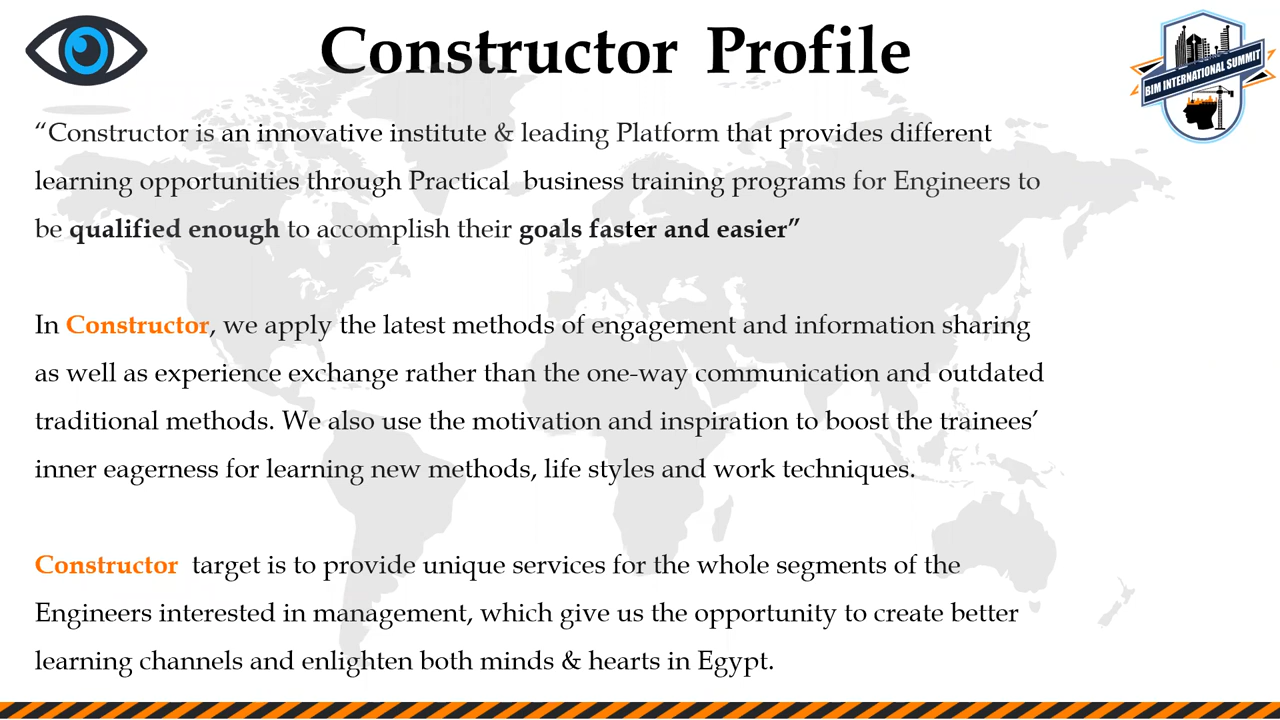 Constructor Profile
BIM INTERNATIONAL SUMMIT
“Constructor is an innovative institute & leading Platform that provides different
learning opportunities through Practical  business training programs for Engineers to
be qualified enough to accomplish their goals faster and easier”
In Constructor, we apply the latest methods of engagement and information sharing
as well as experience exchange rather than the one-way communication and outdated
traditional methods. We also use the motivation and inspiration to boost the trainees’
inner eagerness for learning new methods, life styles and work techniques.
Constructor  target is to provide unique services for the whole segments of the
Engineers interested in management, which give us the opportunity to create better
learning channels and enlighten both minds & hearts in Egypt.